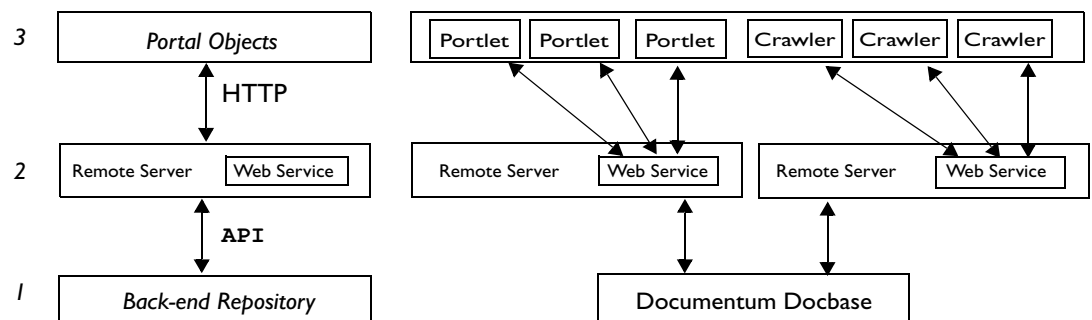 3 Portal Objects Portlet Portlet Portlet Crawler Crawler Crawler
HTTP
2 Remote Server Web Service Remote Server Web Service Remote Server Web Service
API
1 Back-end Repository Documentum Docbase